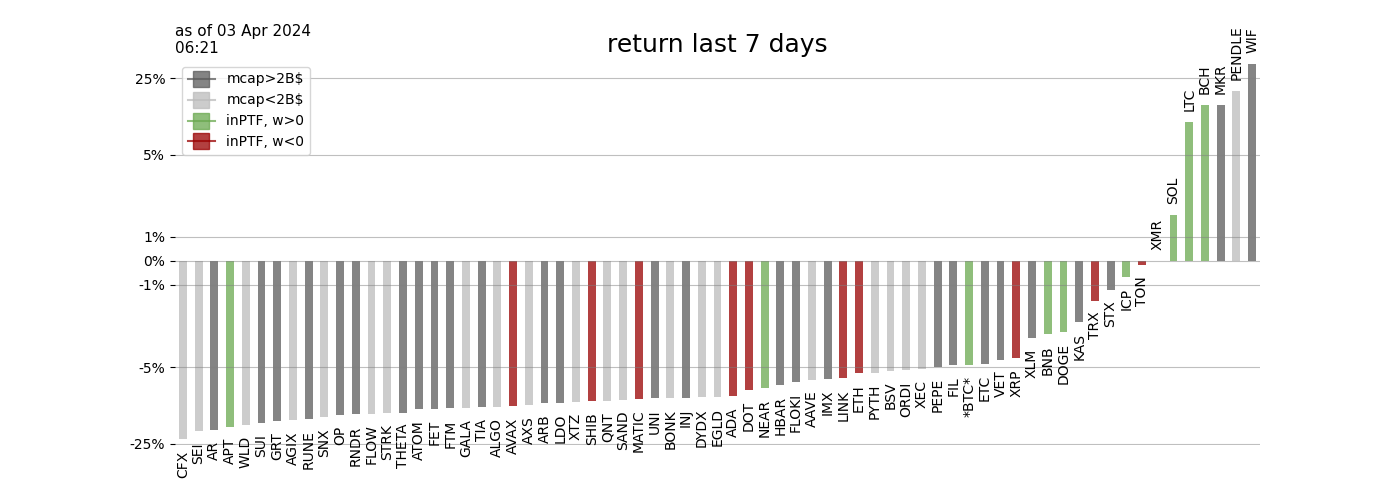 as of 03 Apr 2024
06:21
return last 7 days
mcap>2B$
mcap<2B$
inPTF, w>0
inPTF, w<0
25%
5%
1%
0%
-1%
-5%
-25%
CFX
SEI
AR
APT
WLD
SUI
GRT
AGIX
RUNE
SNX
OP
RNDR
FLOW
STRK
THETA
ATOM
FET
FTM
GALA
TIA
ALGO
AVAX
AXS
ARB
LDO
XTZ
SHIB
QNT
SAND
MATIC
UNI
BONK
INJ
DYDX
EGLD
ADA
DOT
NEAR
HBAR
FLOKI
AAVE
IMX
LINK
ETH
PYTH
BSV
ORDI
XEC
PEPE
FIL
*BTC*
ETC
VET
XRP
XLM
BNB
DOGE
KAS
TRX
STX
ICP
TON
XMR
SOL
LTC
BCH
MKR
PENDLE
WIF